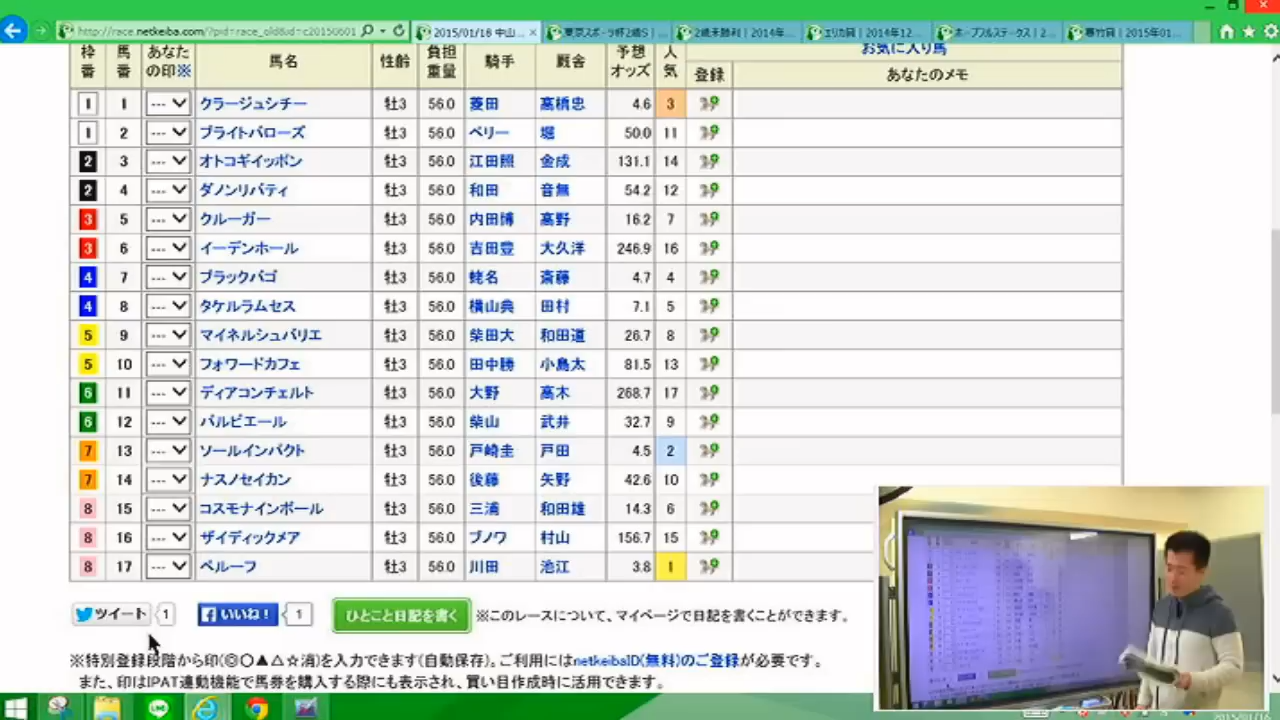 http://race.netkeiba.com/?pid=race_old&id=c20150601
2015/01/18 中山...
東京スポーツ杯2歳S | ...
2歳未勝利 | 2014年...
エリカ賞 | 2014年12...
ホープフルステークス | 2...
寒竹賞 | 2015年01...
枠番 馬番 あなたの印※ 馬名 性齢 負担重量 騎手 厩舎 予想オッズ 人気 お気に入り馬
登録 あなたのメモ
1 1 --- クラージュシチー 牡3 56.0 菱田 高橋忠 4.6 3
1 2 --- ブライトバローズ 牡3 56.0 ベリー 堀 50.0 11
2 3 --- オトコギイッポン 牡3 56.0 江田照 金成 131.1 14
2 4 --- ダノンリバティ 牡3 56.0 和田 音無 54.2 12
3 5 --- クルーガー 牡3 56.0 内田博 高野 16.2 7
3 6 --- イーデンホール 牡3 56.0 吉田豊 大久洋 246.9 16
4 7 --- ブラックバゴ 牡3 56.0 蛯名 斎藤 4.7 4
4 8 --- タケルラムセス 牡3 56.0 横山典 田村 7.1 5
5 9 --- マイネルシュバリエ 牡3 56.0 柴田大 和田道 26.7 8
5 10 --- フォワードカフェ 牡3 56.0 田中勝 小島太 81.5 13
6 11 --- ディアコンチェルト 牡3 56.0 大野 高木 268.7 17
6 12 --- バルビエール 牡3 56.0 柴山 武井 32.7 9
7 13 --- ソールインパクト 牡3 56.0 戸崎圭 戸田 4.5 2
7 14 --- ナスノセイカン 牡3 56.0 後藤 矢野 42.6 10
8 15 --- コスモナインボール 牡3 56.0 三浦 和田雄 14.3 6
8 16 --- ザイディックメア 牡3 56.0 ブノワ 村山 156.7 15
8 17 --- ベルーフ 牡3 56.0 川田 池江 3.8 1
ツイート 1 いいね! 1 ひとこと日記を書く ※このレースについて、マイページで日記を書くことができます。
※特別登録段階から印(◎○▲△☆消)を入力できます(自動保存)。ご利用にはnetkeibaID(無料)のご登録が必要です。
また、印はIPAT連動機能で馬券を購入する際にも表示され、買い目作成時に活用できます。